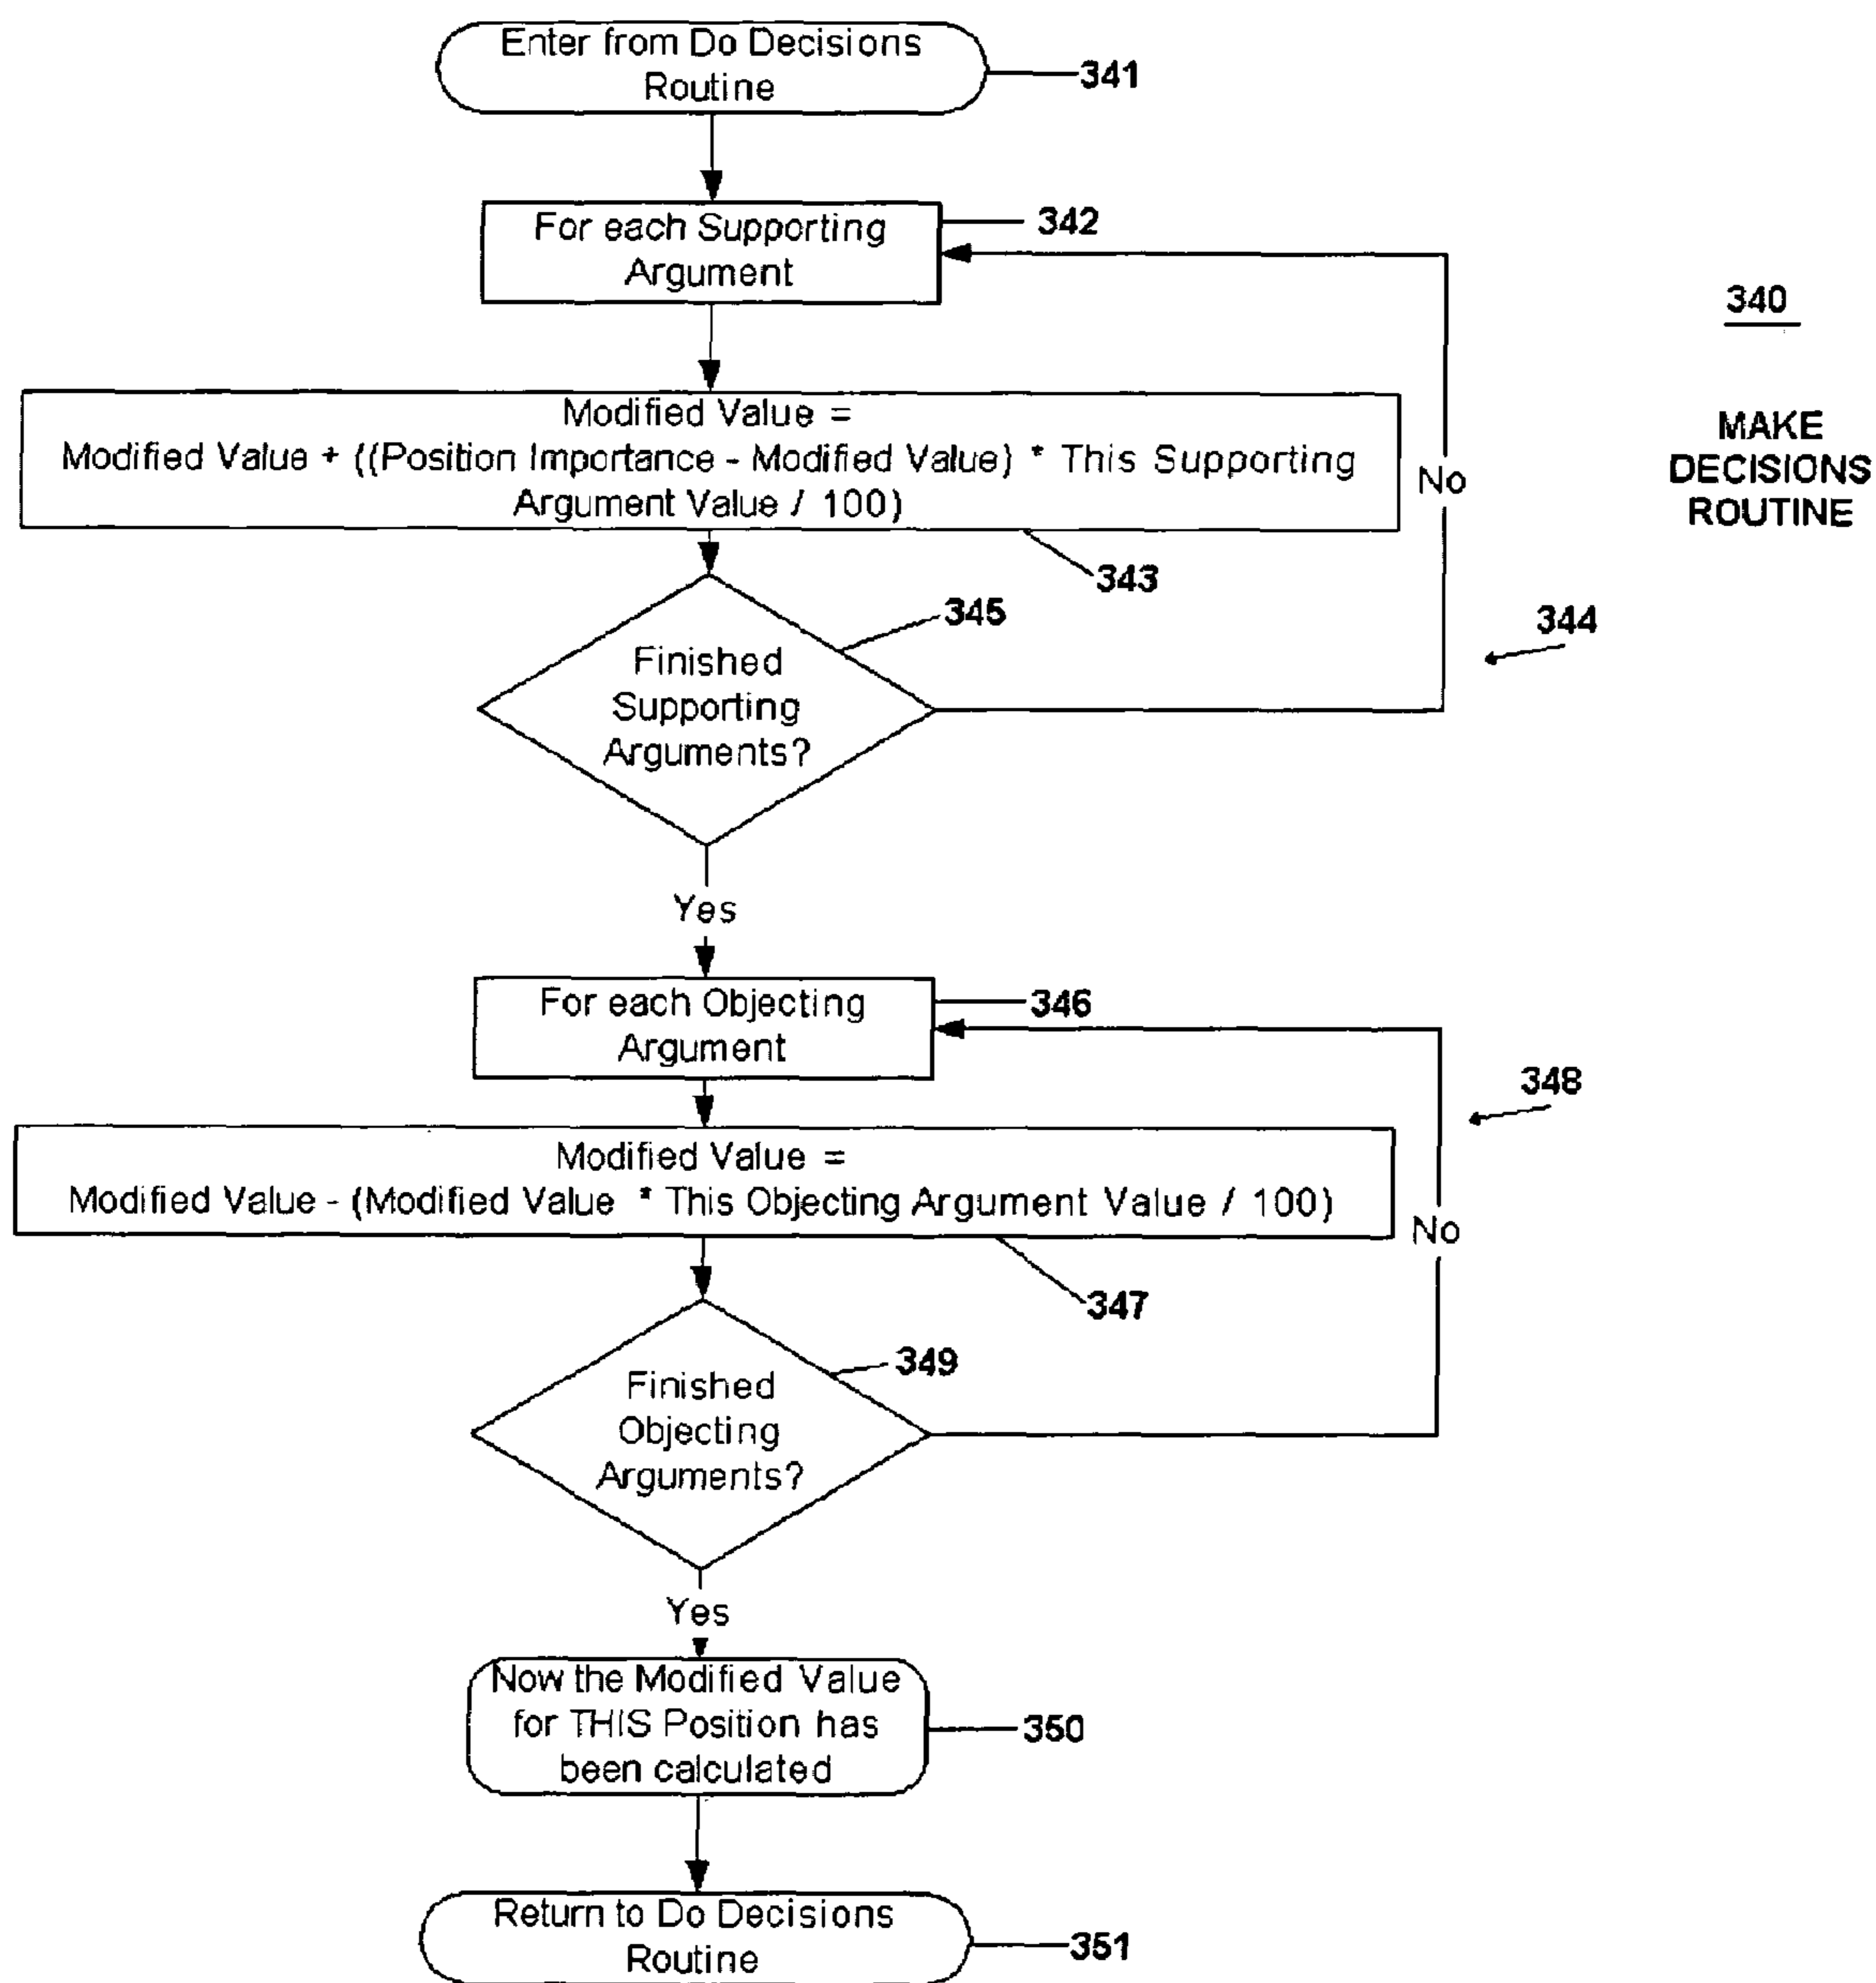 Enter from Do Decisions
Routine
341
For each Supporting
Argument
342
340
MAKE
DECISIONS
ROUTINE
Modified Value =
Modified Value + ((Position Importance - Modified Value) * This Supporting
Argument Value / 100)
No
343
345
344
Finished
Supporting
Arguments?
Yes
For each Objecting
Argument
346
348
Modified Value =
Modified Value - (Modified Value * This Objecting Argument Value / 100)
No
347
349
Finished
Objecting
Arguments?
Yes
Now the Modified Value
for THIS Position has
been calculated
350
Return to Do Decisions
Routine
351